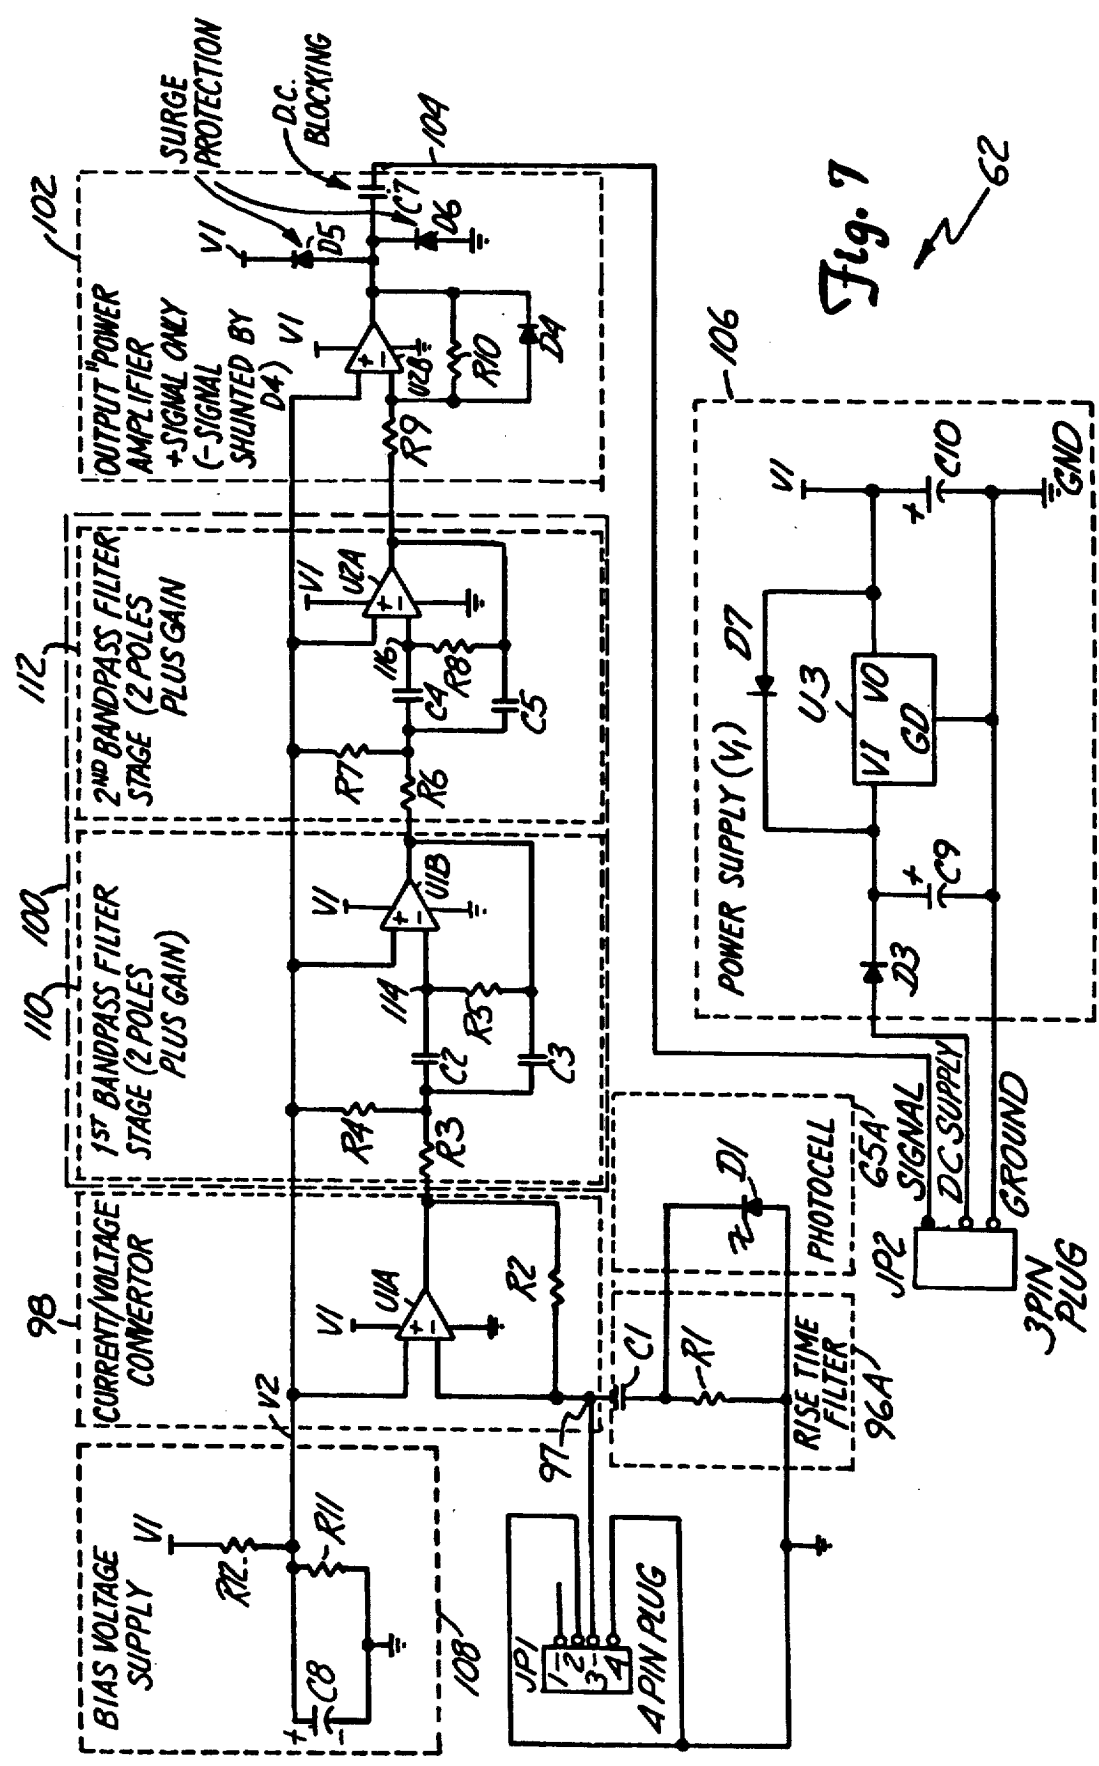 BIAS VOLTAGE
SUPPLY
V1
R12
R11
C8
+
-
108
V2
98
CURRENT/VOLTAGE
CONVERTOR
V1
U1A
+
-
R2
97
100
110
1ST BANDPASS FILTER
STAGE (2 POLES
PLUS GAIN)
R4
R3
C2
114
R5
C3
V1
U1B
+
-
112
2ND BANDPASS FILTER
STAGE (2 POLES
PLUS GAIN
R7
R6
C4
116
R8
C5
V1
U2A
+
-
102
OUTPUT "POWER
AMPLIFIER
+SIGNAL ONLY
(-SIGNAL
SHUNTED BY
D4)
V1
U2B
+
-
R9
R10
D4
V1
D5
D6
C7
SURGE
PROTECTION
D.C.
BLOCKING
104
JP1
1
2
3
4
4 PIN PLUG
C1
R1
RISE TIME
FILTER
96A
D1
PHOTOCELL
65A
JP2
3 PIN
PLUG
SIGNAL
DC SUPPLY
GROUND
POWER SUPPLY (V1)
106
D3
C9
+
D7
U3
VI
VO
GD
V1
C10
+
GND
Fig. 7
62